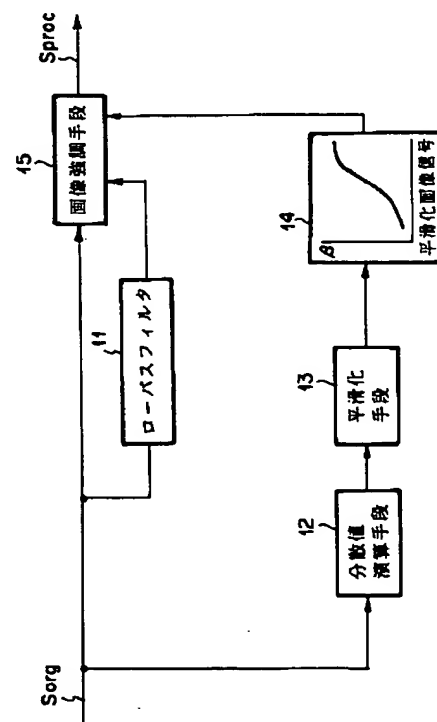 Sorg
Sproc
15
画像強調手段
11
ローパスフィルタ
12
分散値
演算手段
13
平滑化
手段
14
β
平滑化画像信号